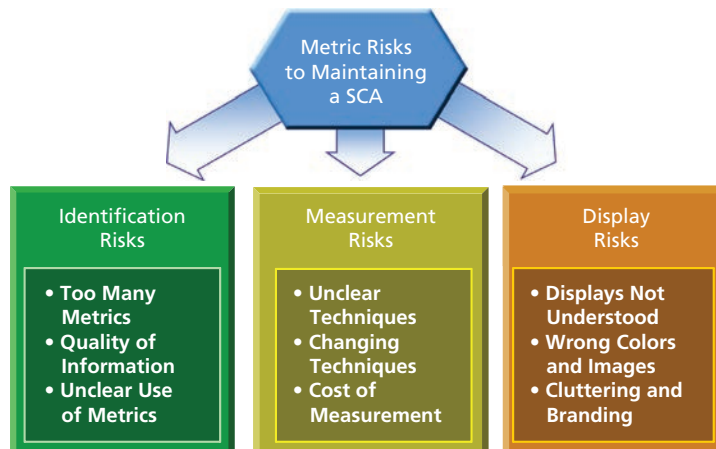 Metric Risks
to Maintaining
a SCA
Identification
Risks
• Too Many
Metrics
• Quality of
Information
• Unclear Use
of Metrics
Measurement
Risks
• Unclear
Techniques
• Changing
Techniques
• Cost of
Measurement
Display
Risks
• Displays Not
Understood
• Wrong Colors
and Images
• Cluttering and
Branding